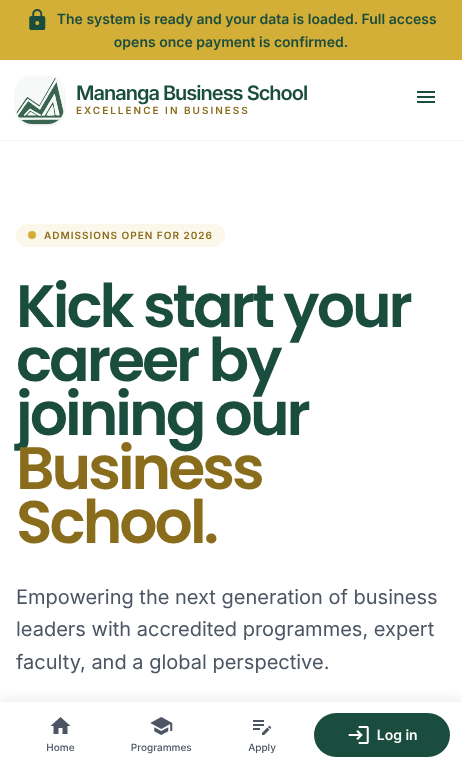 The system is ready and your data is loaded. Full access
opens once payment is confirmed.
Mananga Business School
EXCELLENCE IN BUSINESS
ADMISSIONS OPEN FOR 2026
Kick start your
career by
joining our
Business
School.
Empowering the next generation of business
leaders with accredited programmes, expert
faculty, and a global perspective.
Home
Programmes
Apply
Log in